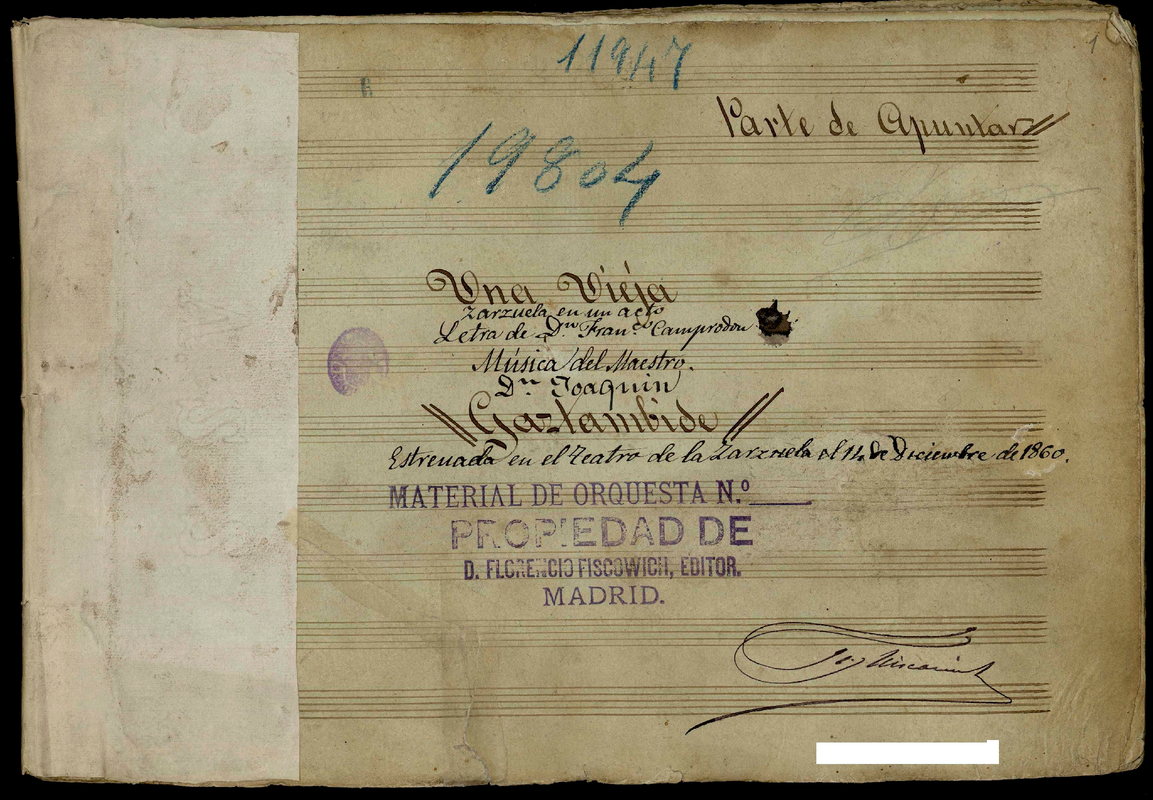 11947
1
Parte de Apuntar
19804
Una Vieja
Zarzuela en un acto
Letra de Dn Franco Camprodon
Música del Maestro.
Dn Joaquin
Gaztambide
Estrenada en el Teatro de la Zarzuela el 14 de Diciembre de 1860.
MATERIAL DE ORQUESTA N.º
PROPIEDAD DE
D. FLORENCIO FISCOWICH, EDITOR.
MADRID.